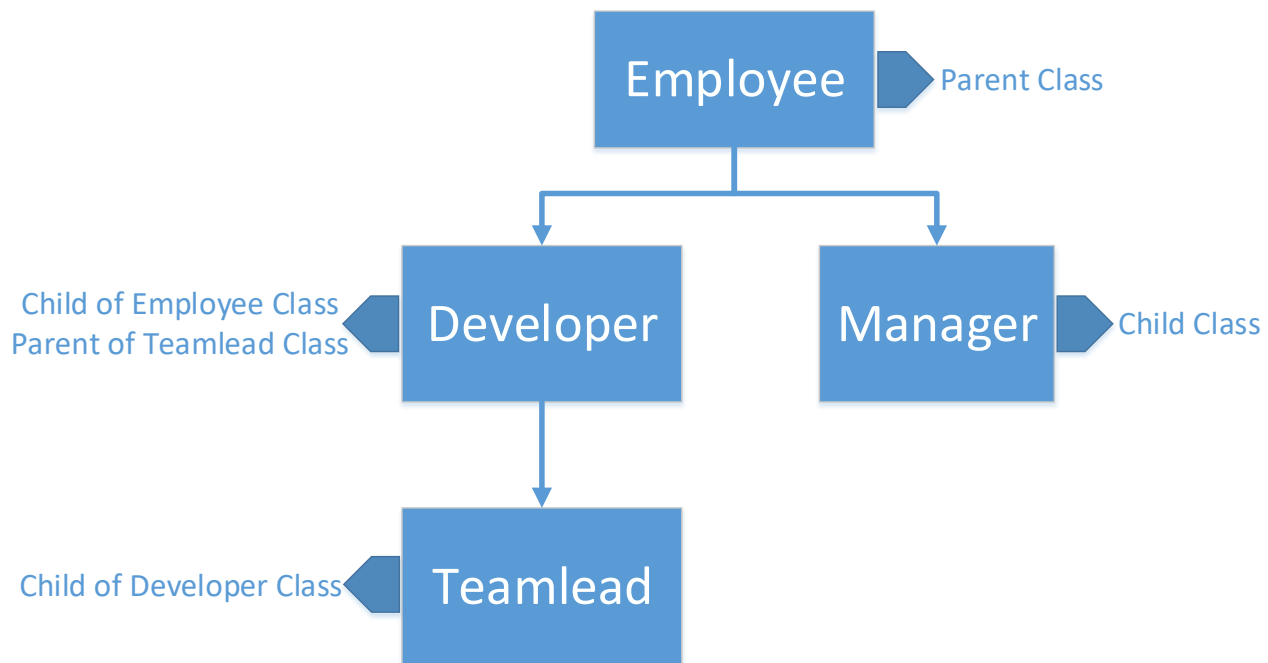 Employee
Parent Class
Child of Employee Class
Parent of Teamlead Class
Developer
Manager
Child Class
Child of Developer Class
Teamlead